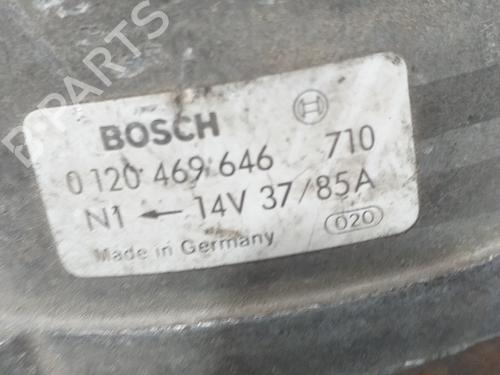 B-PARTS
BOSCH
0 120 469 646 710
N1 ← 14V 37/85A
Made in Germany 020